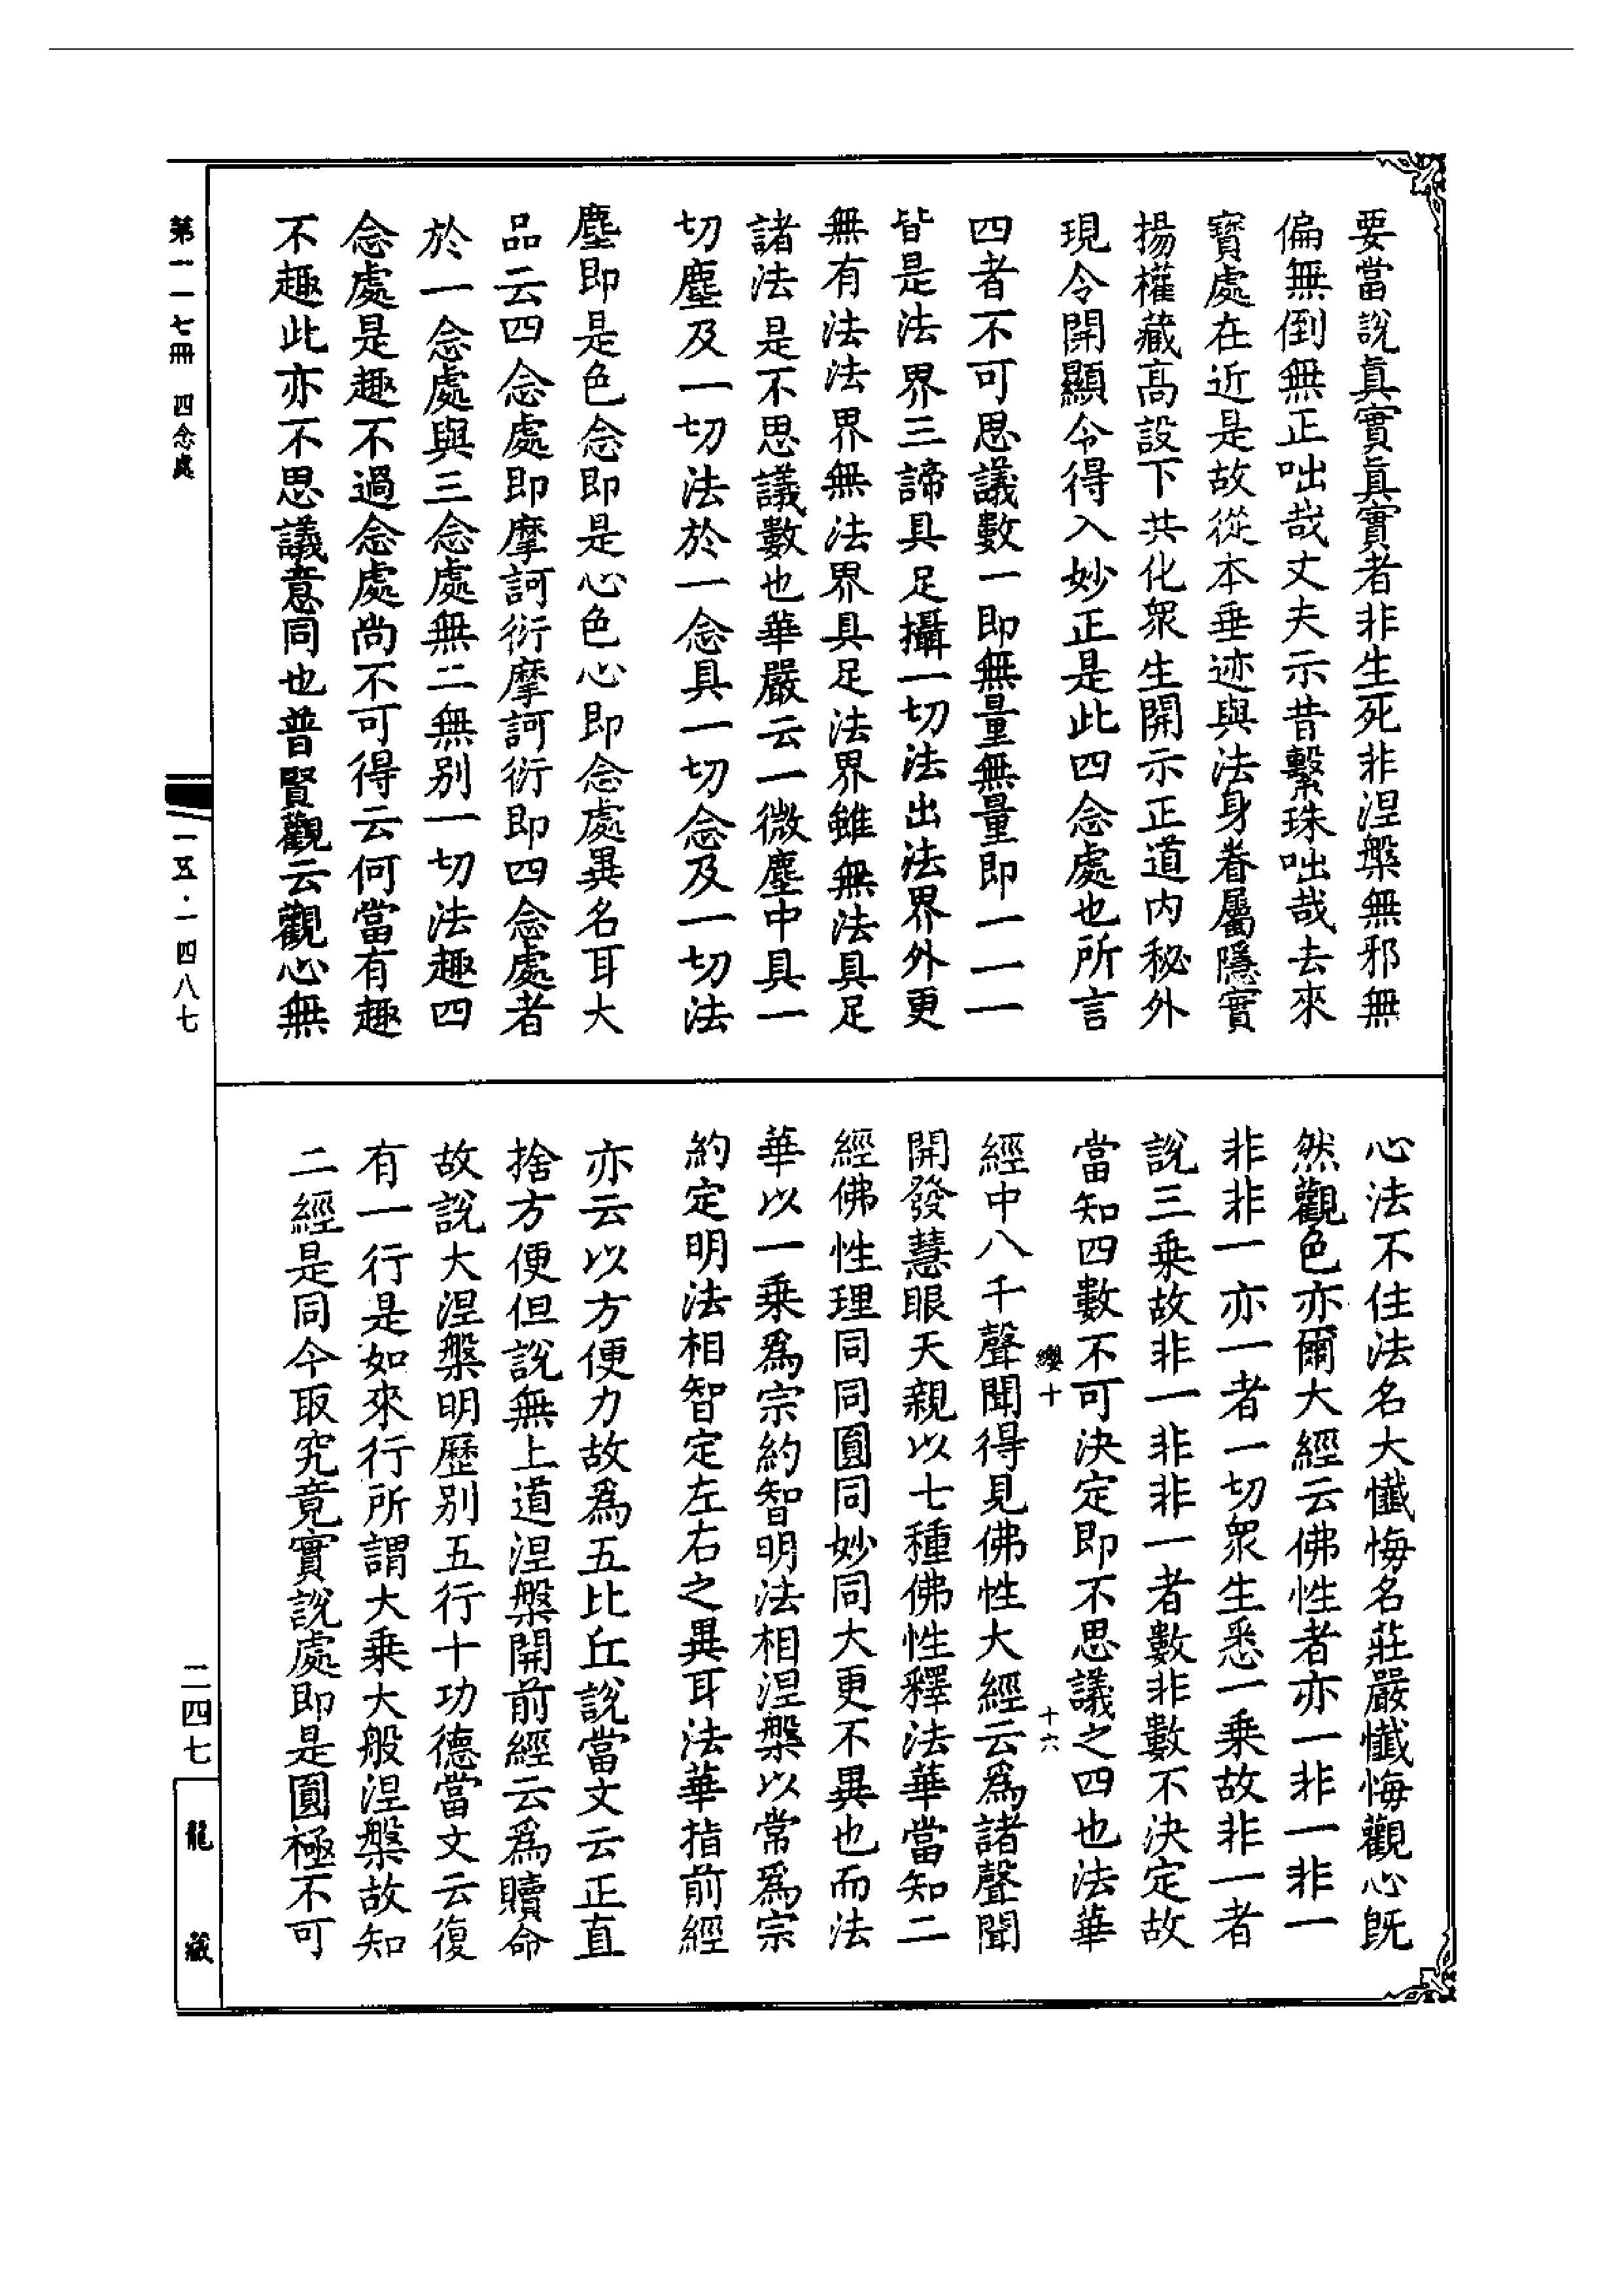 要當說真實真實者非生死非涅槃無邪無
偏無倒無正咄哉丈夫示昔繫珠咄哉去來
寶處在近是故從本垂迹與法身眷屬隱實
揚權藏高設下共化衆生開示正道内秘外
現令開顯令得入妙正是此四念處也所言
四者不可思議數一即無量無量即一一一
皆是法界三諦具足攝一切法出法界外更
無有法法界無法界具足法界雖無法具足
諸法是不思議數也華嚴云一微塵中具一
切塵及一切法於一念具一切念及一切法
塵即是色念即是心色心即念處異名耳大
品云四念處即摩訶衍摩訶衍即四念處者
於一念處與三念處無二無别一切法趣四
念處是趣不過念處尚不可得云何當有趣
不趣此亦不思議意同也普賢觀云觀心無
心法不住法名大懺悔名莊嚴懺悔觀心既
然觀色亦爾大經云佛性者亦一非一非一
非非一亦一者一切衆生悉一乗故非一者
說三乗故非一非非一者數非數不決定故
當知四數不可決定即不思議之四也法華
纓十
十六
經中八千聲聞得見佛性大經云爲諸聲聞
開發慧眼天親以七種佛性釋法華當知二
經佛性理同同圓同妙同大更不異也而法
華以一乗爲宗約智明法相涅槃以常爲宗
約定明法相智定左右之異耳法華指前經
亦云以方便力故爲五比丘說當文云正直
捨方便但說無上道涅槃開前經云爲贖命
故說大涅槃明歷别五行十功德當文云復
有一行是如來行所謂大乗大般涅槃故知
二經是同今取究竟實說處即是圓極不可
第一一七冊 四念處
一五·一四八七
二四七
龍藏